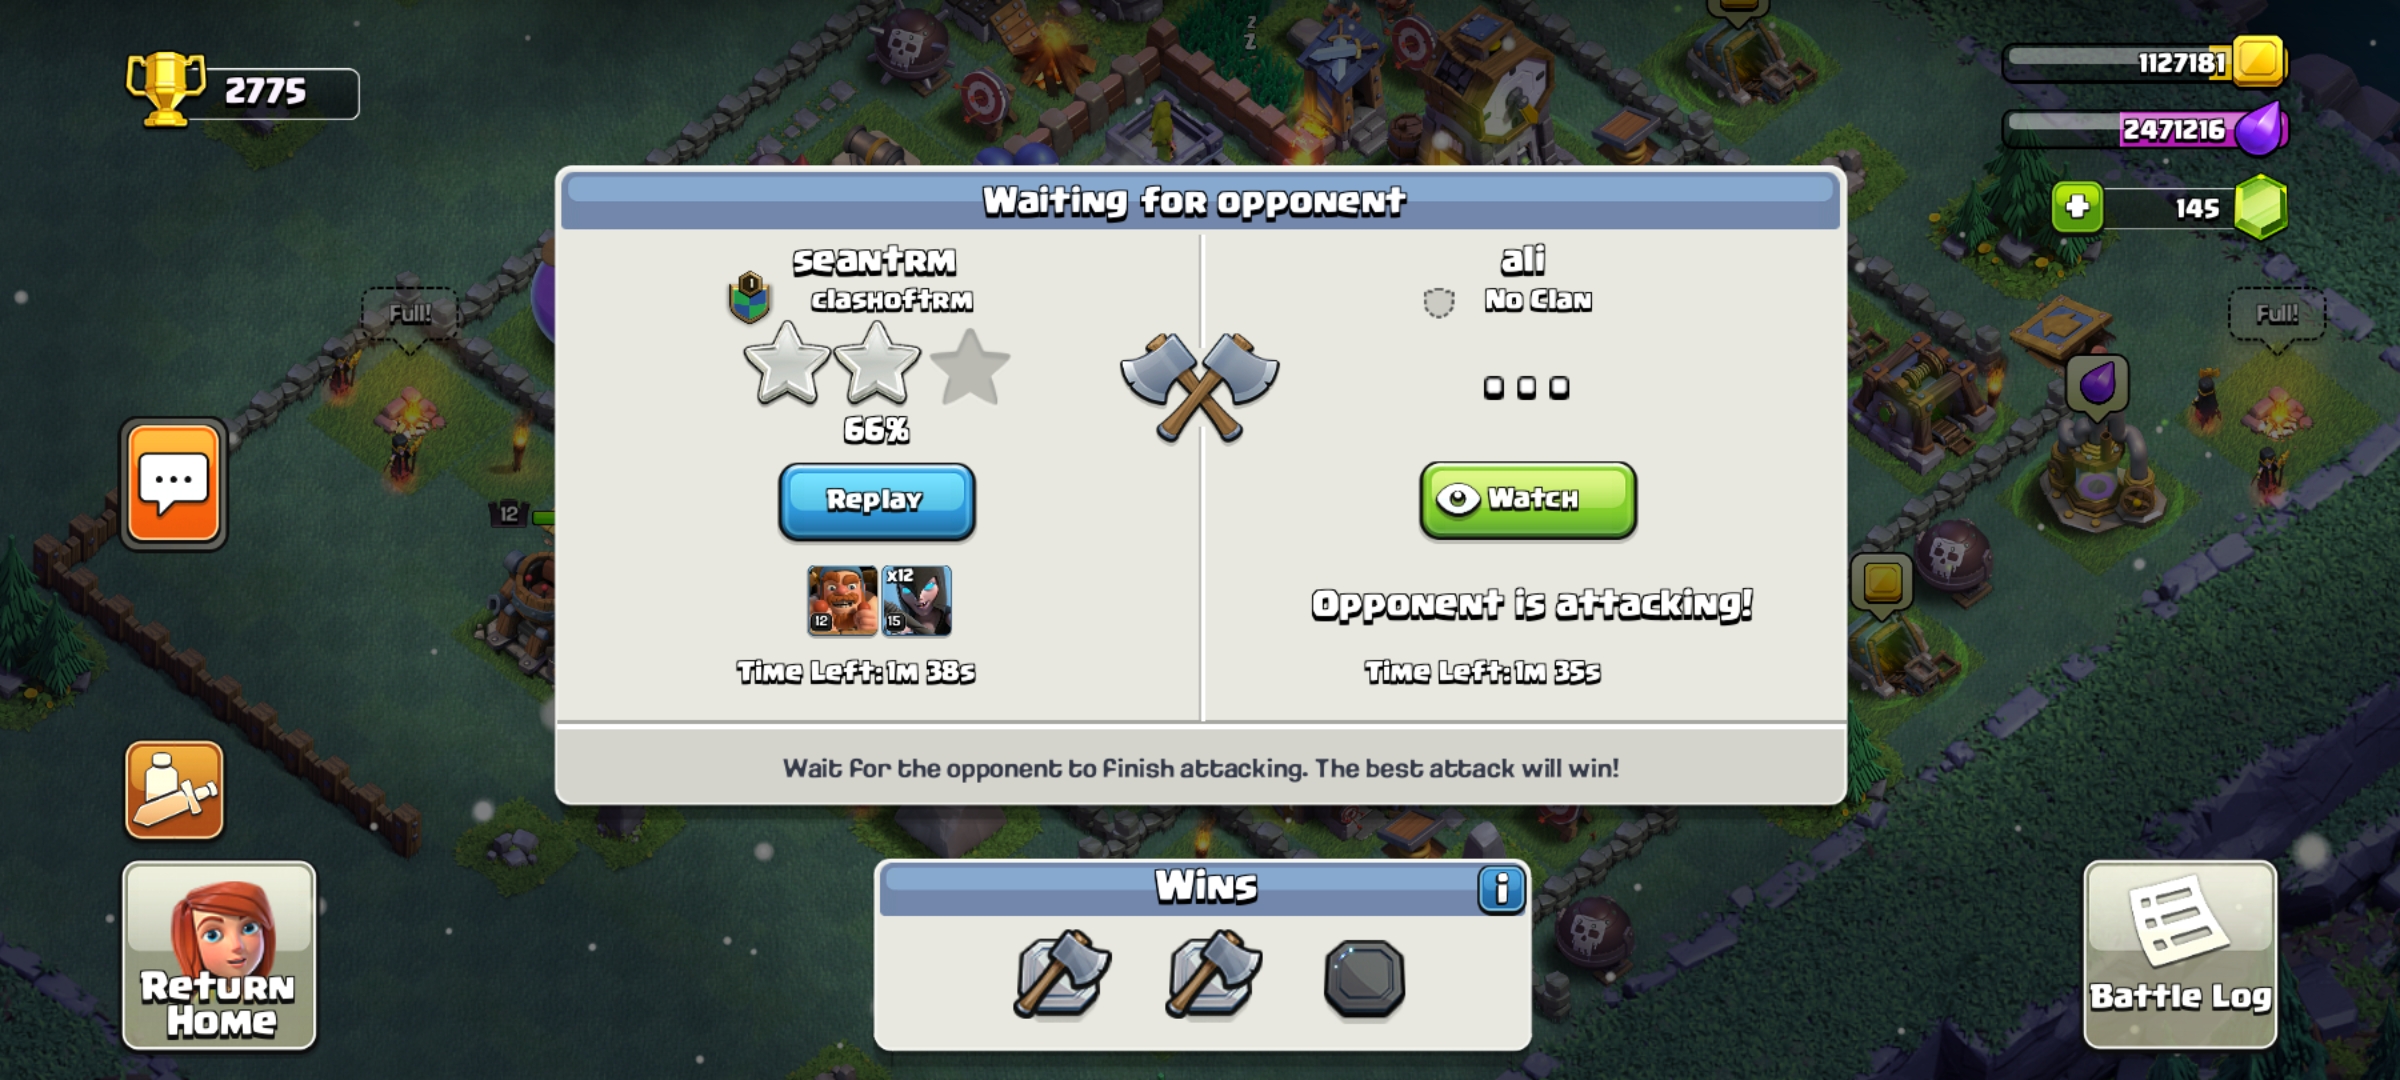 2775
1127181
2471216
145
z
z
Full!
Full!
12
Waiting for opponent
seantrm
clashoftrm
1
66%
Replay
12
x12
15
Time Left: 1m 38s
ali
No Clan
Watch
Opponent is attacking!
Time Left: 1m 35s
Wait for the opponent to finish attacking. The best attack will win!
Wins
i
Return
Home
Battle Log